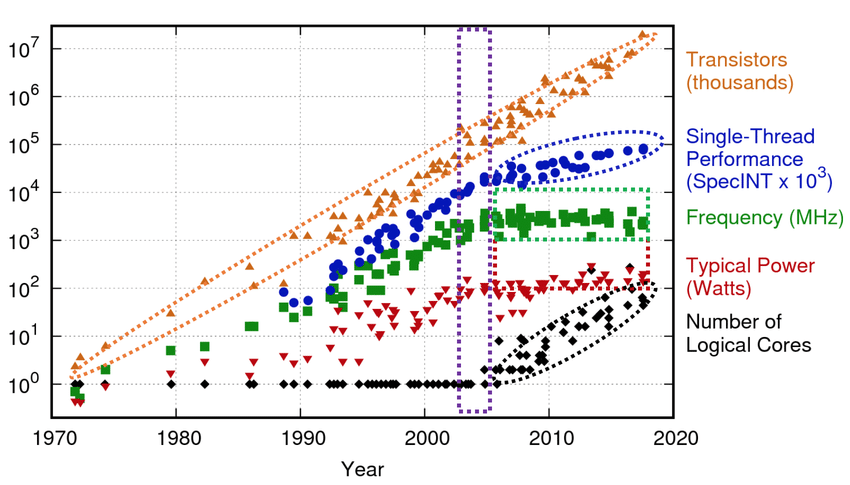 10^7
10^6
10^5
10^4
10^3
10^2
10^1
10^0
1970 1980 1990 2000 2010 2020
Year
Transistors
(thousands)
Single-Thread
Performance
(SpecINT x 10^3)
Frequency (MHz)
Typical Power
(Watts)
Number of
Logical Cores